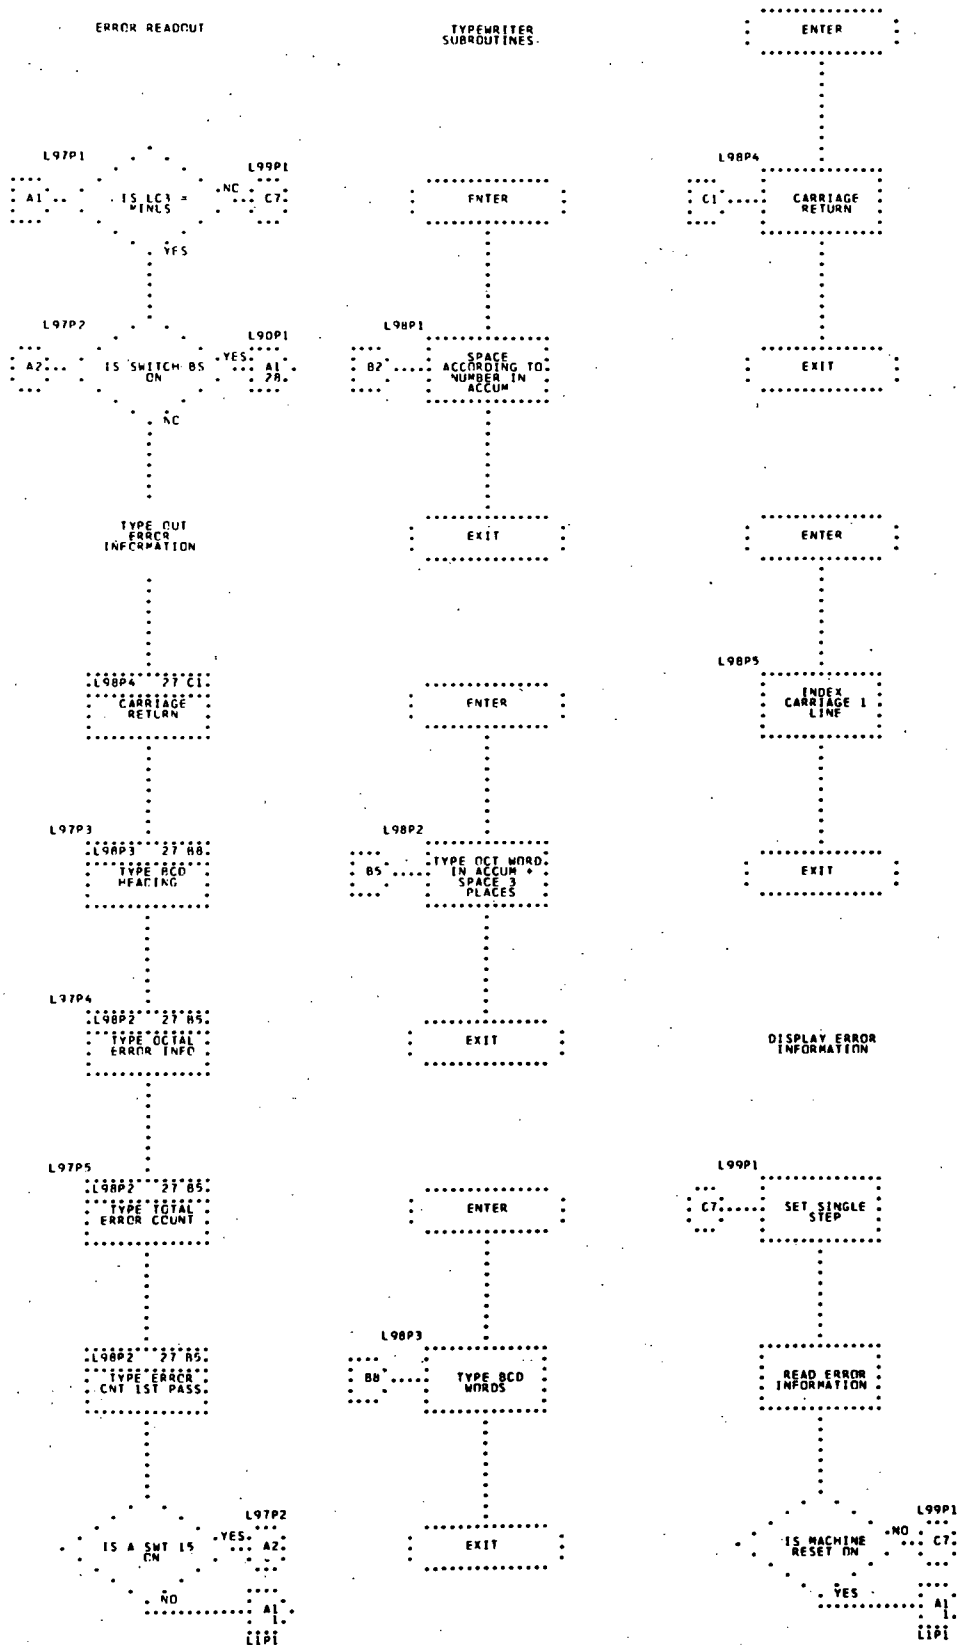 ERROR READOUT
L97P1
A1
IS LC3 =
MINUS
NC
L99P1
C7
YES
L97P2
A2
IS SWITCH BS
ON
YES
L90P1
A1
28
NC
TYPE OUT
ERROR
INFORMATION
L98P4 27 C1
CARRIAGE
RETURN
L97P3
L98P3 27 B8
TYPE BCD
HEADING
L97P4
L98P2 27 B5
TYPE OCTAL
ERROR INFO
L97P5
L98P2 27 B5
TYPE TOTAL
ERROR COUNT
L98P2 27 B5
TYPE ERROR
CNT 1ST PASS
IS A SWT 15
ON
YES
L97P2
A2
NO
A1
1
L1P1
TYPEWRITER
SUBROUTINES
ENTER
L98P1
B2
SPACE
ACCORDING TO
NUMBER IN
ACCUM
EXIT
ENTER
L98P2
B5
TYPE OCT WORD
IN ACCUM +
SPACE 3
PLACES
EXIT
ENTER
L98P3
B8
TYPE BCD
WORDS
EXIT
ENTER
L98P4
C1
CARRIAGE
RETURN
EXIT
ENTER
L98P5
INDEX
CARRIAGE 1
LINE
EXIT
DISPLAY ERROR
INFORMATION
L99P1
C7
SET SINGLE
STEP
READ ERROR
INFORMATION
IS MACHINE
RESET ON
NO
L99P1
C7
YES
A1
1
L1P1